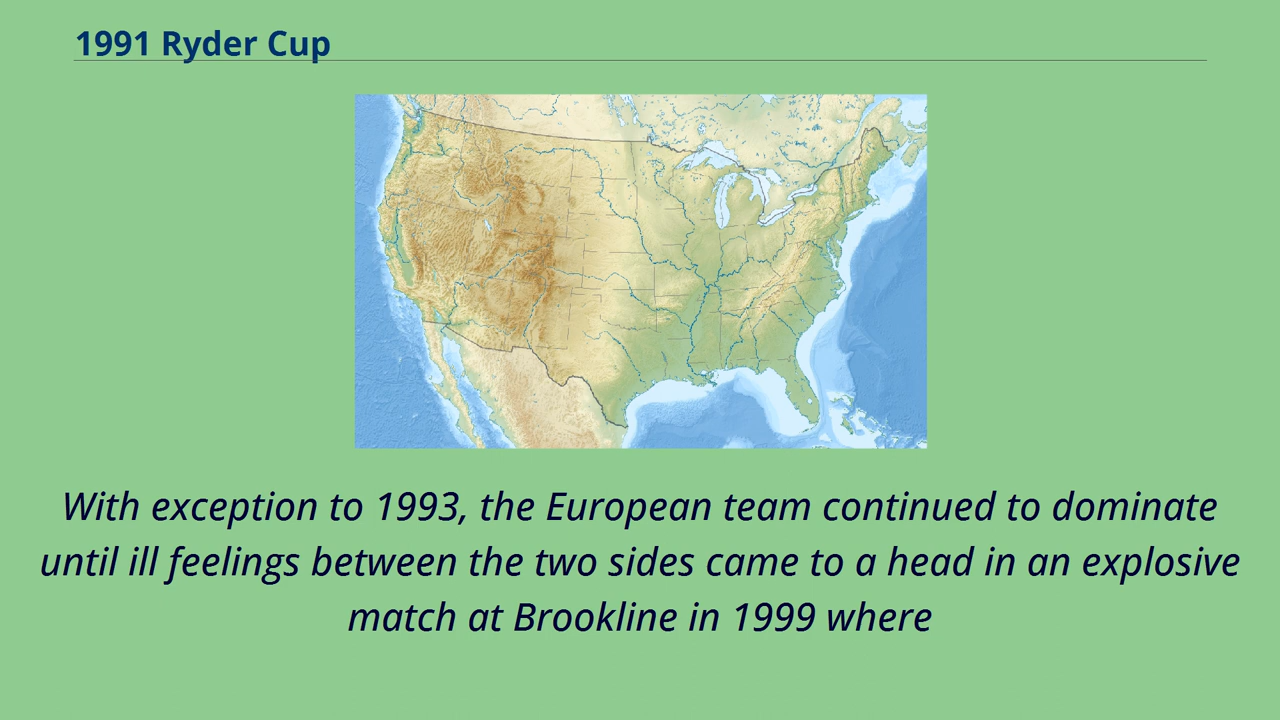 1991 Ryder Cup
With exception to 1993, the European team continued to dominate
until ill feelings between the two sides came to a head in an explosive
match at Brookline in 1999 where